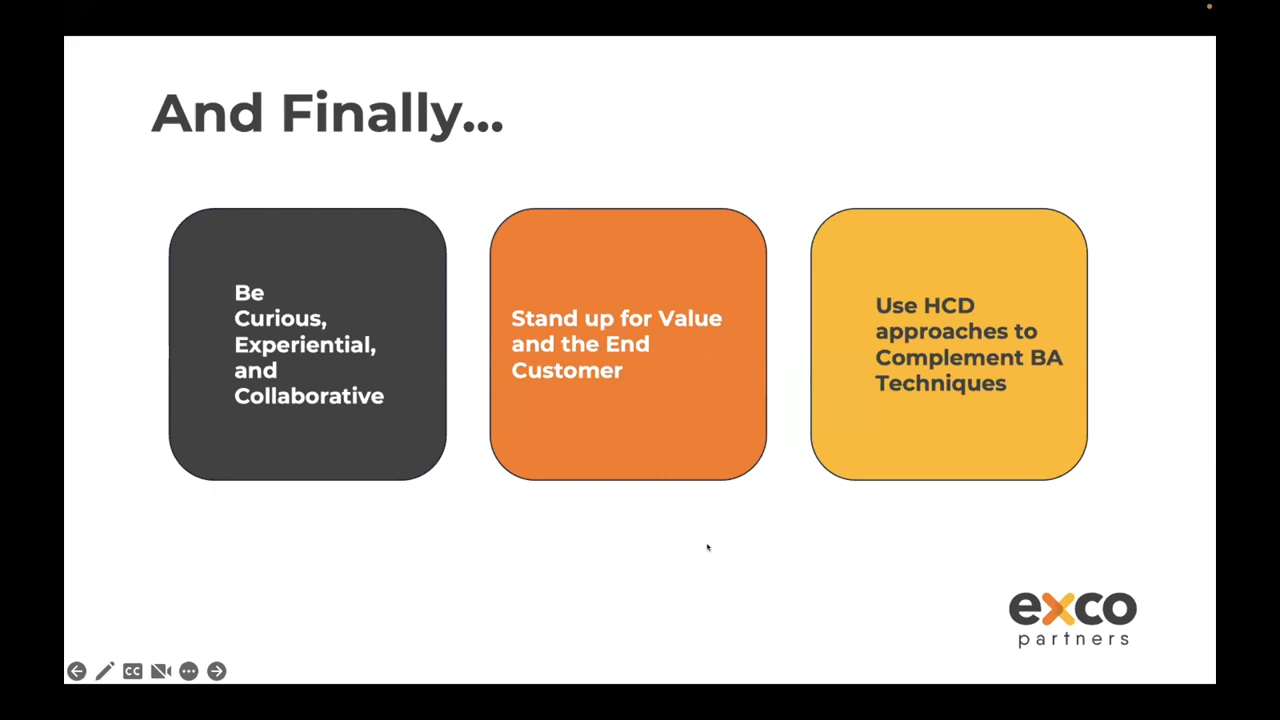 And Finally...
Be
Curious,
Experiential,
and
Collaborative
Stand up for Value
and the End
Customer
Use HCD
approaches to
Complement BA
Techniques
exco
partners
CC